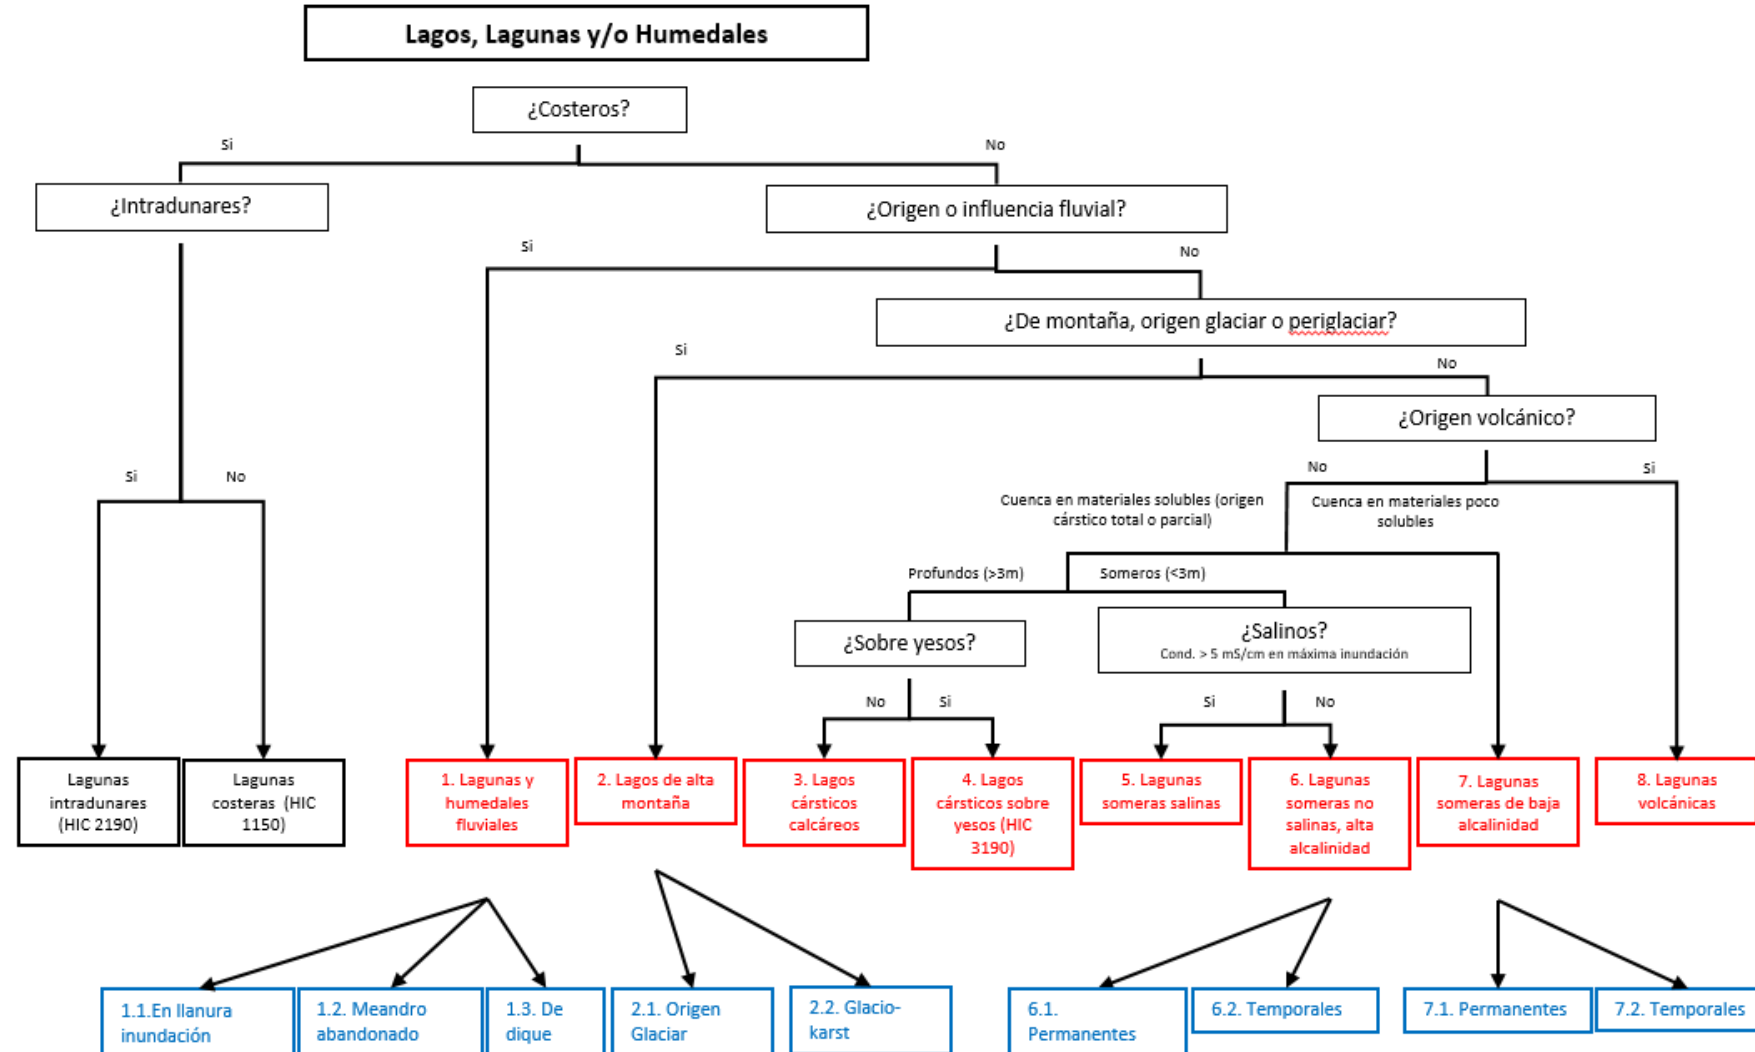 Lagos, Lagunas y/o Humedales
¿Costeros?
Si
No
¿Intradunares?
¿Origen o influencia fluvial?
Si
No
¿De montaña, origen glaciar o periglaciar?
Si
No
¿Origen volcánico?
Si
No
No
Si
Cuenca en materiales solubles (origen
cárstico total o parcial)
Cuenca en materiales poco
solubles
Profundos (>3m)
Someros (<3m)
¿Sobre yesos?
¿Salinos?
Cond. > 5 mS/cm en máxima inundación
No
Si
Si
No
Lagunas
intradunares
(HIC 2190)
Lagunas
costeras (HIC
1150)
1. Lagunas y
humedales
fluviales
2. Lagos de alta
montaña
3. Lagos
cársticos
calcáreos
4. Lagos
cársticos sobre
yesos (HIC
3190)
5. Lagunas
someras salinas
6. Lagunas
someras no
salinas, alta
alcalinidad
7. Lagunas
someras de baja
alcalinidad
8. Lagunas
volcánicas
1.1.En llanura
inundación
1.2. Meandro
abandonado
1.3. De
dique
2.1. Origen
Glaciar
2.2. Glacio-
karst
6.1.
Permanentes
6.2. Temporales
7.1. Permanentes
7.2. Temporales